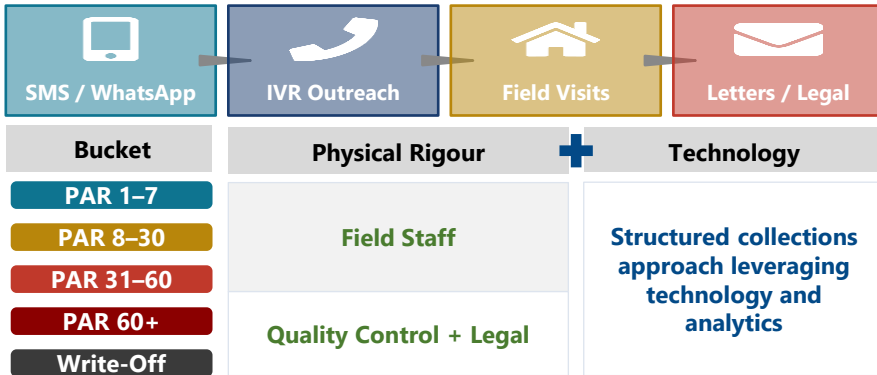 SMS / WhatsApp
IVR Outreach
Field Visits
Letters / Legal
Bucket
Physical Rigour
Technology
PAR 1–7
PAR 8–30
PAR 31–60
PAR 60+
Write-Off
Field Staff
Quality Control + Legal
Structured collections
approach leveraging
technology and
analytics